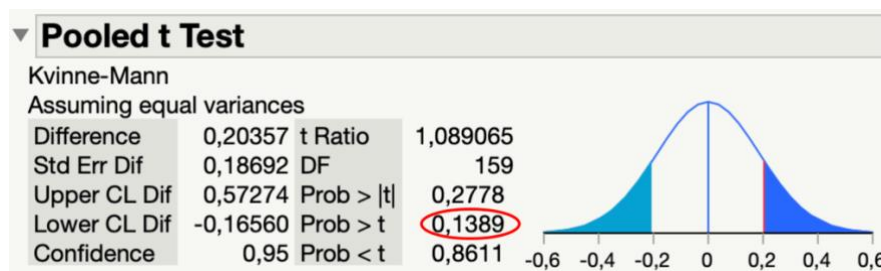 Pooled t Test
Kvinne-Mann
Assuming equal variances
Difference 0,20357 t Ratio 1,089065
Std Err Dif 0,18692 DF 159
Upper CL Dif 0,57274 Prob > |t| 0,2778
Lower CL Dif -0,16560 Prob > t 0,1389
Confidence 0,95 Prob < t 0,8611
-0,6 -0,4 -0,2 0 0,2 0,4 0,6